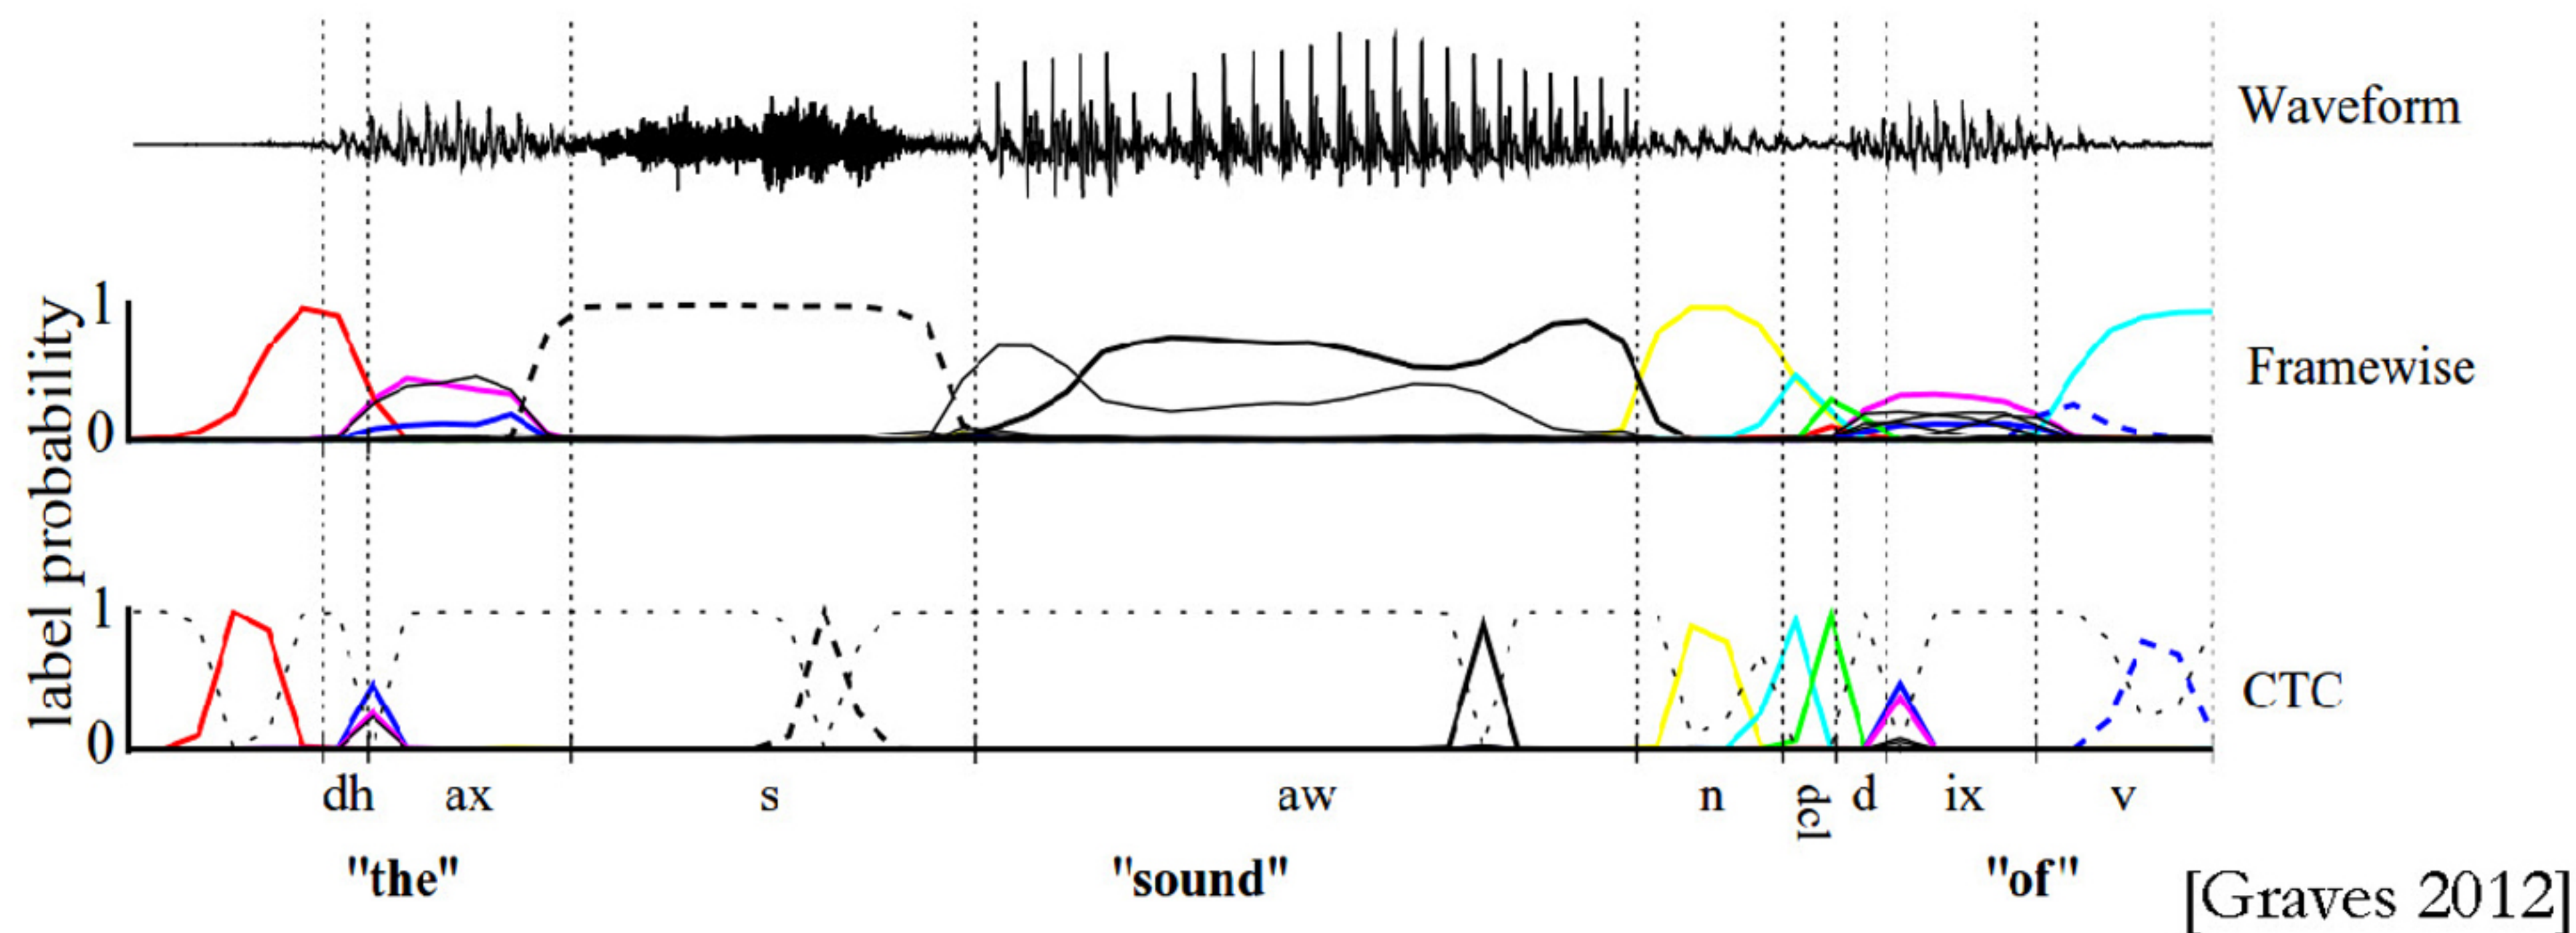 Waveform
label probability
1
0
Framewise
1
0
CTC
dh ax s aw n dcl d ix v
"the" "sound" "of"
[Graves 2012]